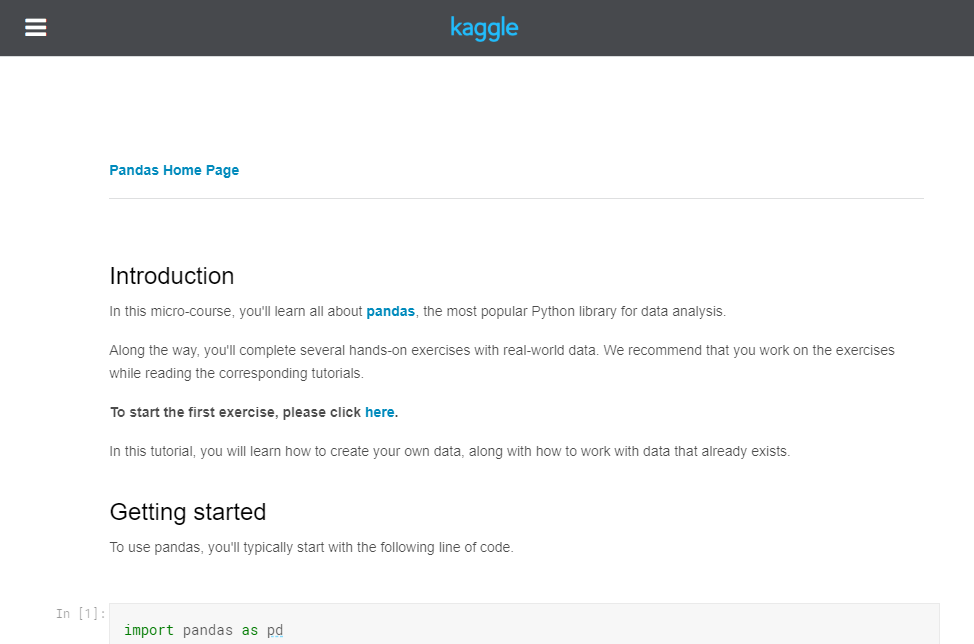 kaggle
Pandas Home Page
Introduction
In this micro-course, you'll learn all about pandas, the most popular Python library for data analysis.
Along the way, you'll complete several hands-on exercises with real-world data. We recommend that you work on the exercises
while reading the corresponding tutorials.
To start the first exercise, please click here.
In this tutorial, you will learn how to create your own data, along with how to work with data that already exists.
Getting started
To use pandas, you'll typically start with the following line of code.
In [1]: import pandas as pd